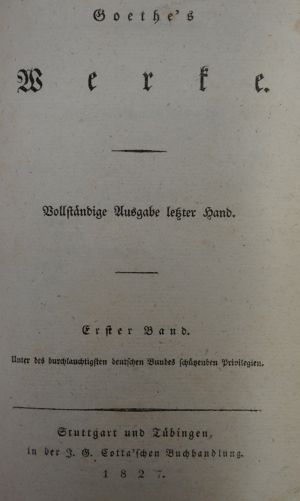 Goethe's
Werke.
Vollständige Ausgabe letzter Hand.
Erster Band.
Unter des durchlauchtigsten deutschen Bundes schützenden Privilegien.
Stuttgart und Tübingen,
in der J. G. Cotta'schen Buchhandlung.
1827.